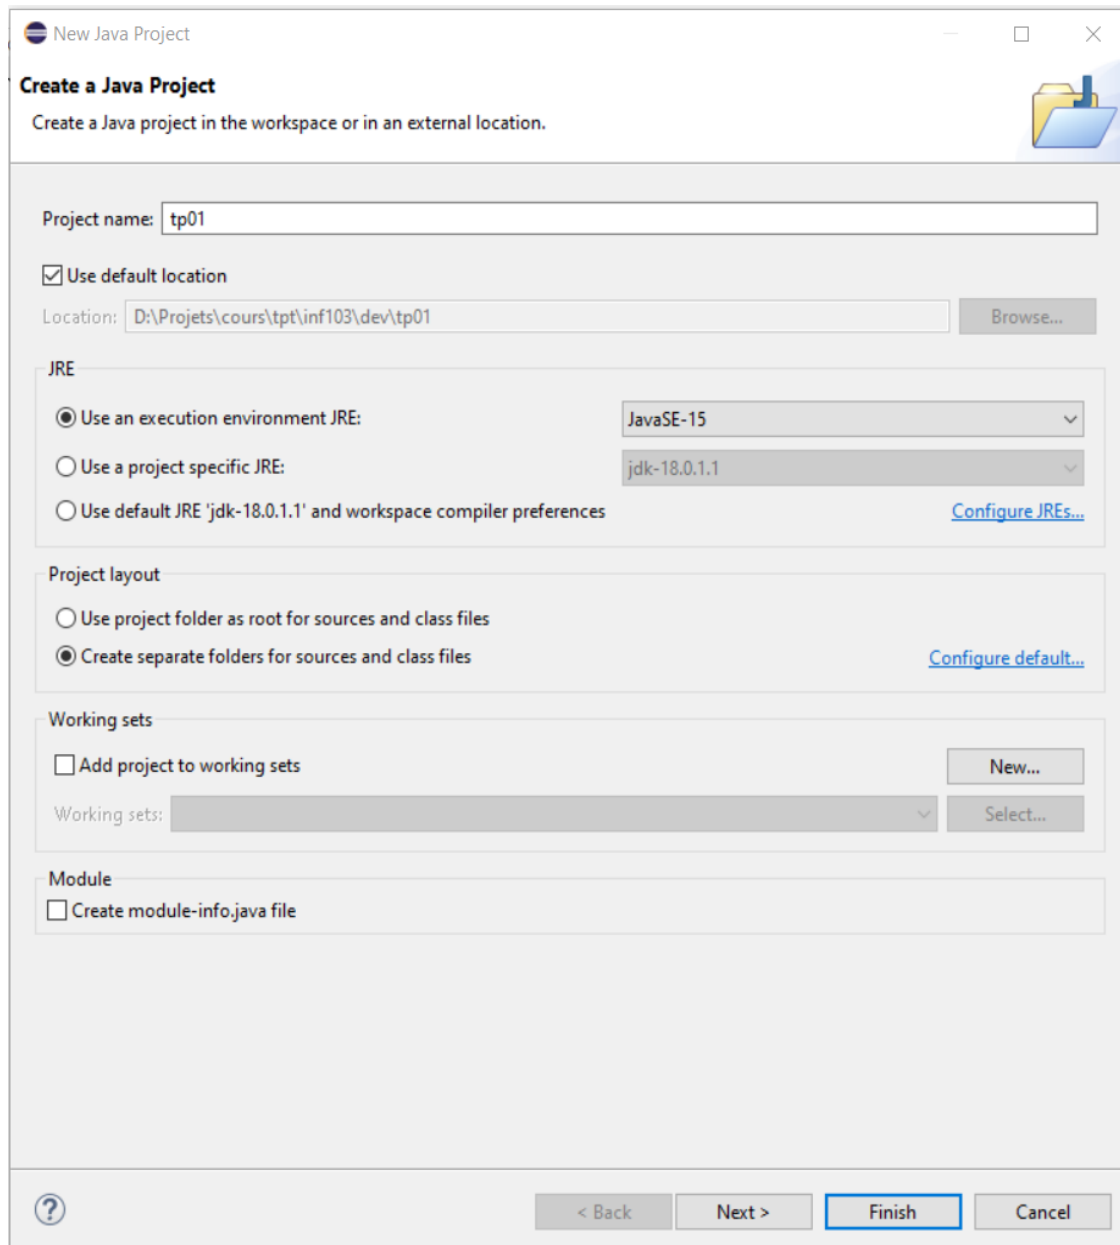 New Java Project
Create a Java Project
Create a Java project in the workspace or in an external location.
Project name: tp01
Use default location
Location: D:\Projets\cours\tpt\inf103\dev\tp01 Browse...
JRE
Use an execution environment JRE: JavaSE-15
Use a project specific JRE: jdk-18.0.1.1
Use default JRE 'jdk-18.0.1.1' and workspace compiler preferences Configure JREs...
Project layout
Use project folder as root for sources and class files
Create separate folders for sources and class files Configure default...
Working sets
Add project to working sets New...
Working sets: Select...
Module
Create module-info.java file
? < Back Next > Finish Cancel